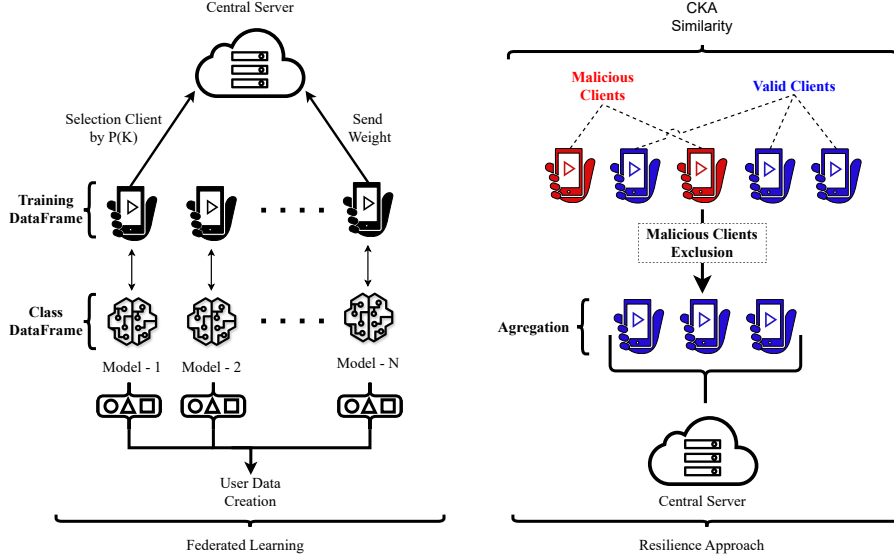 Central Server
Selection Client
by P(K)
Send
Weight
Training
DataFrame
Class
DataFrame
Model - 1
Model - 2
Model - N
User Data
Creation
Federated Learning
CKA
Similarity
Malicious
Clients
Valid Clients
Malicious Clients
Exclusion
Agregation
Central Server
Resilience Approach